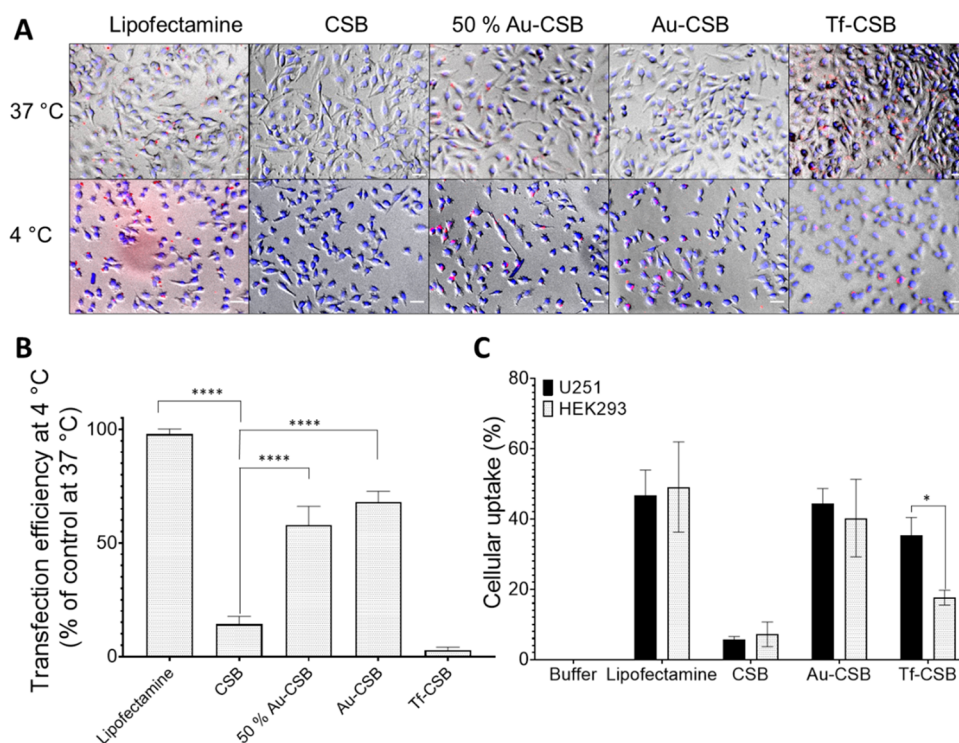 A
Lipofectamine CSB 50 % Au-CSB Au-CSB Tf-CSB
37 °C
4 °C
B
Transfection efficiency at 4 °C
(% of control at 37 °C)
100
50
0
****
****
****
Lipofectamine
CSB
50 % Au-CSB
Au-CSB
Tf-CSB
C
Cellular uptake (%)
80
60
40
20
0
U251
HEK293
*
Buffer Lipofectamine CSB Au-CSB Tf-CSB